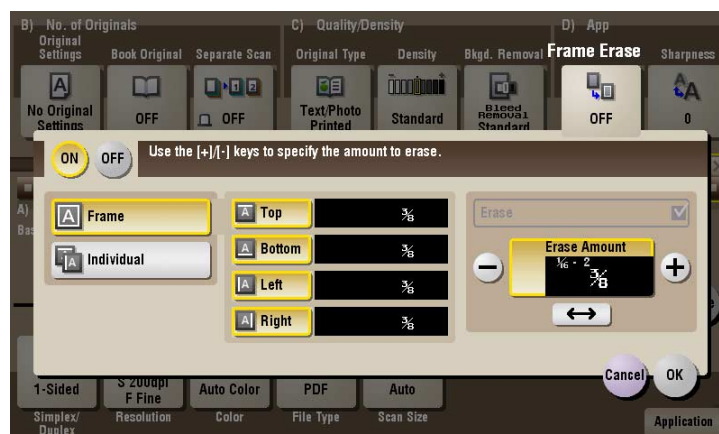 B) No. of Originals
C) Quality/Density
D) App
Original
Settings
Book Original
Separate Scan
Original Type
Density
Bkgd. Removal
Frame Erase
Sharpness
No Original
Settings
OFF
OFF
Text/Photo
Printed
Standard
Bleed
Removal
Standard
OFF
0
ON
OFF
Use the [+]/[-] keys to specify the amount to erase.
A)
Frame
Individual
Top
3/8
Bottom
3/8
Left
3/8
Right
3/8
Erase
Erase Amount
1/16 - 2
3/8
Cancel
OK
1-Sided
S 200dpi
F Fine
Auto Color
PDF
Auto
Simplex/
Duplex
Resolution
Color
File Type
Scan Size
Application